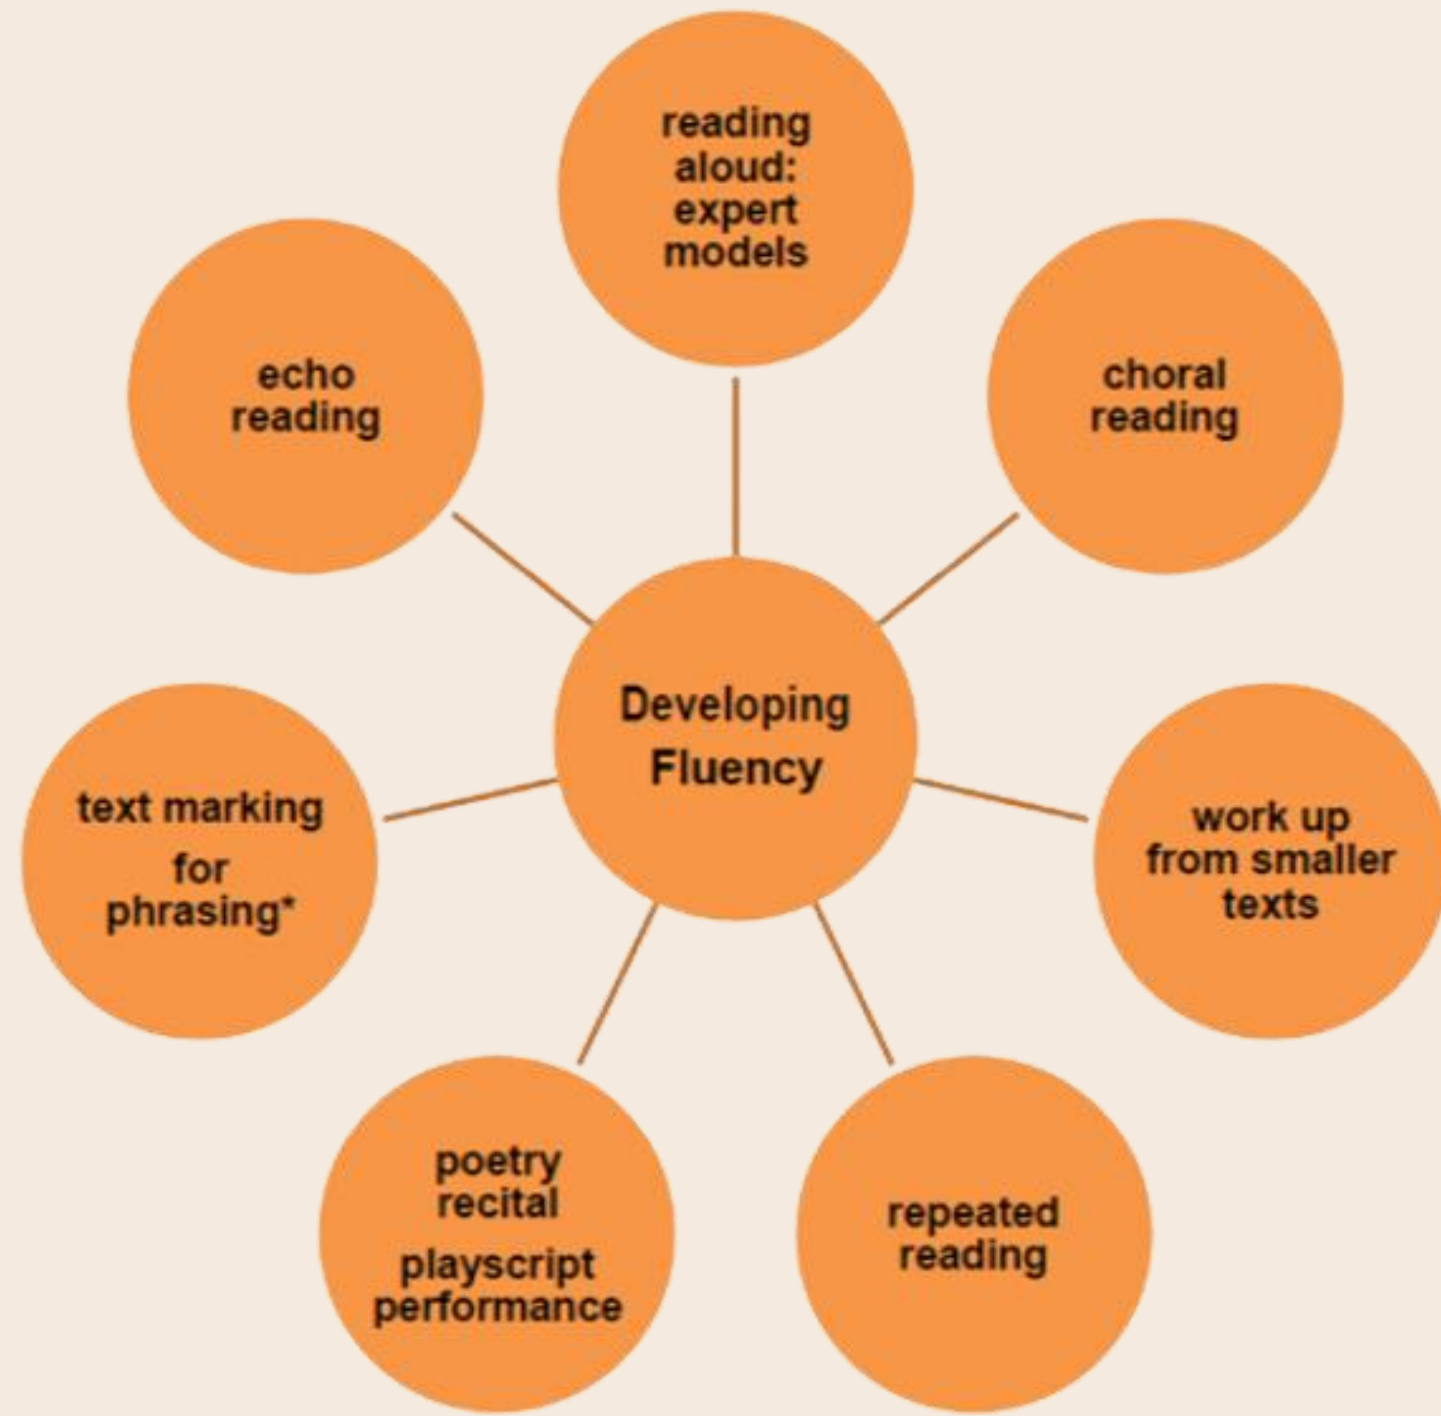 reading
aloud:
expert
models
echo
reading
choral
reading
Developing
Fluency
text marking
for
phrasing*
work up
from smaller
texts
poetry
recital
playscript
performance
repeated
reading